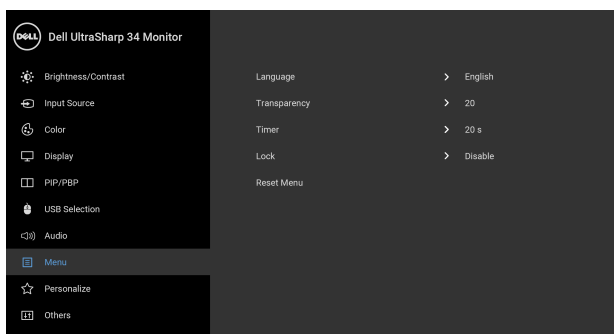 DELL Dell UltraSharp 34 Monitor
Brightness/Contrast
Input Source
Color
Display
PIP/PBP
USB Selection
Audio
Menu
Personalize
Others
Language > English
Transparency > 20
Timer > 20 s
Lock > Disable
Reset Menu